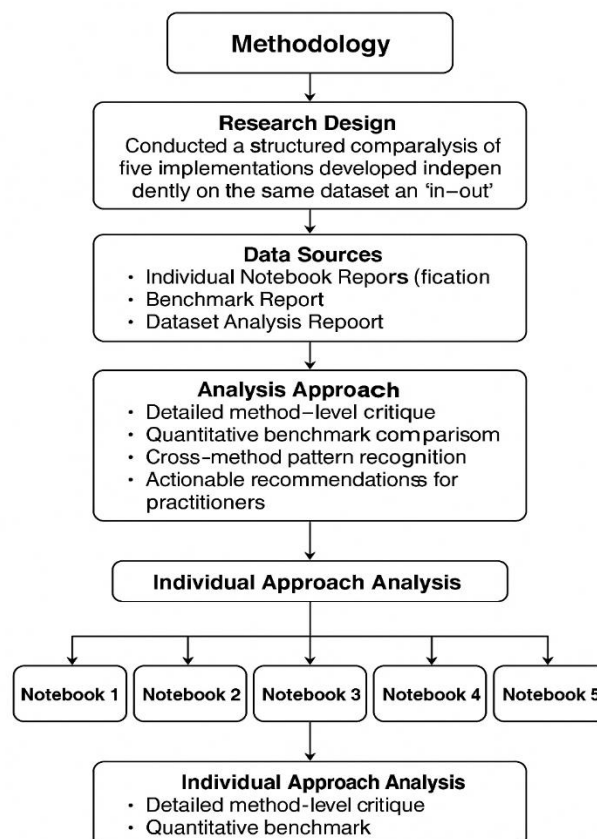 Methodology
Research Design
Conducted a structured comparalysis of
five implementations developed indepen
dently on the same dataset an ‘in–out’
Data Sources
• Individual Notebook Repors (fication
• Benchmark Report
• Dataset Analysis Repoort
Analysis Approach
• Detailed method–level critique
• Quantitative benchmark comparisom
• Cross-method pattern recognition
• Actionable recommendationss for
practitioners
Individual Approach Analysis
Notebook 1
Notebook 2
Notebook 3
Notebook 4
Notebook 5
Individual Approach Analysis
• Detailed method-level critique
• Quantitative benchmark